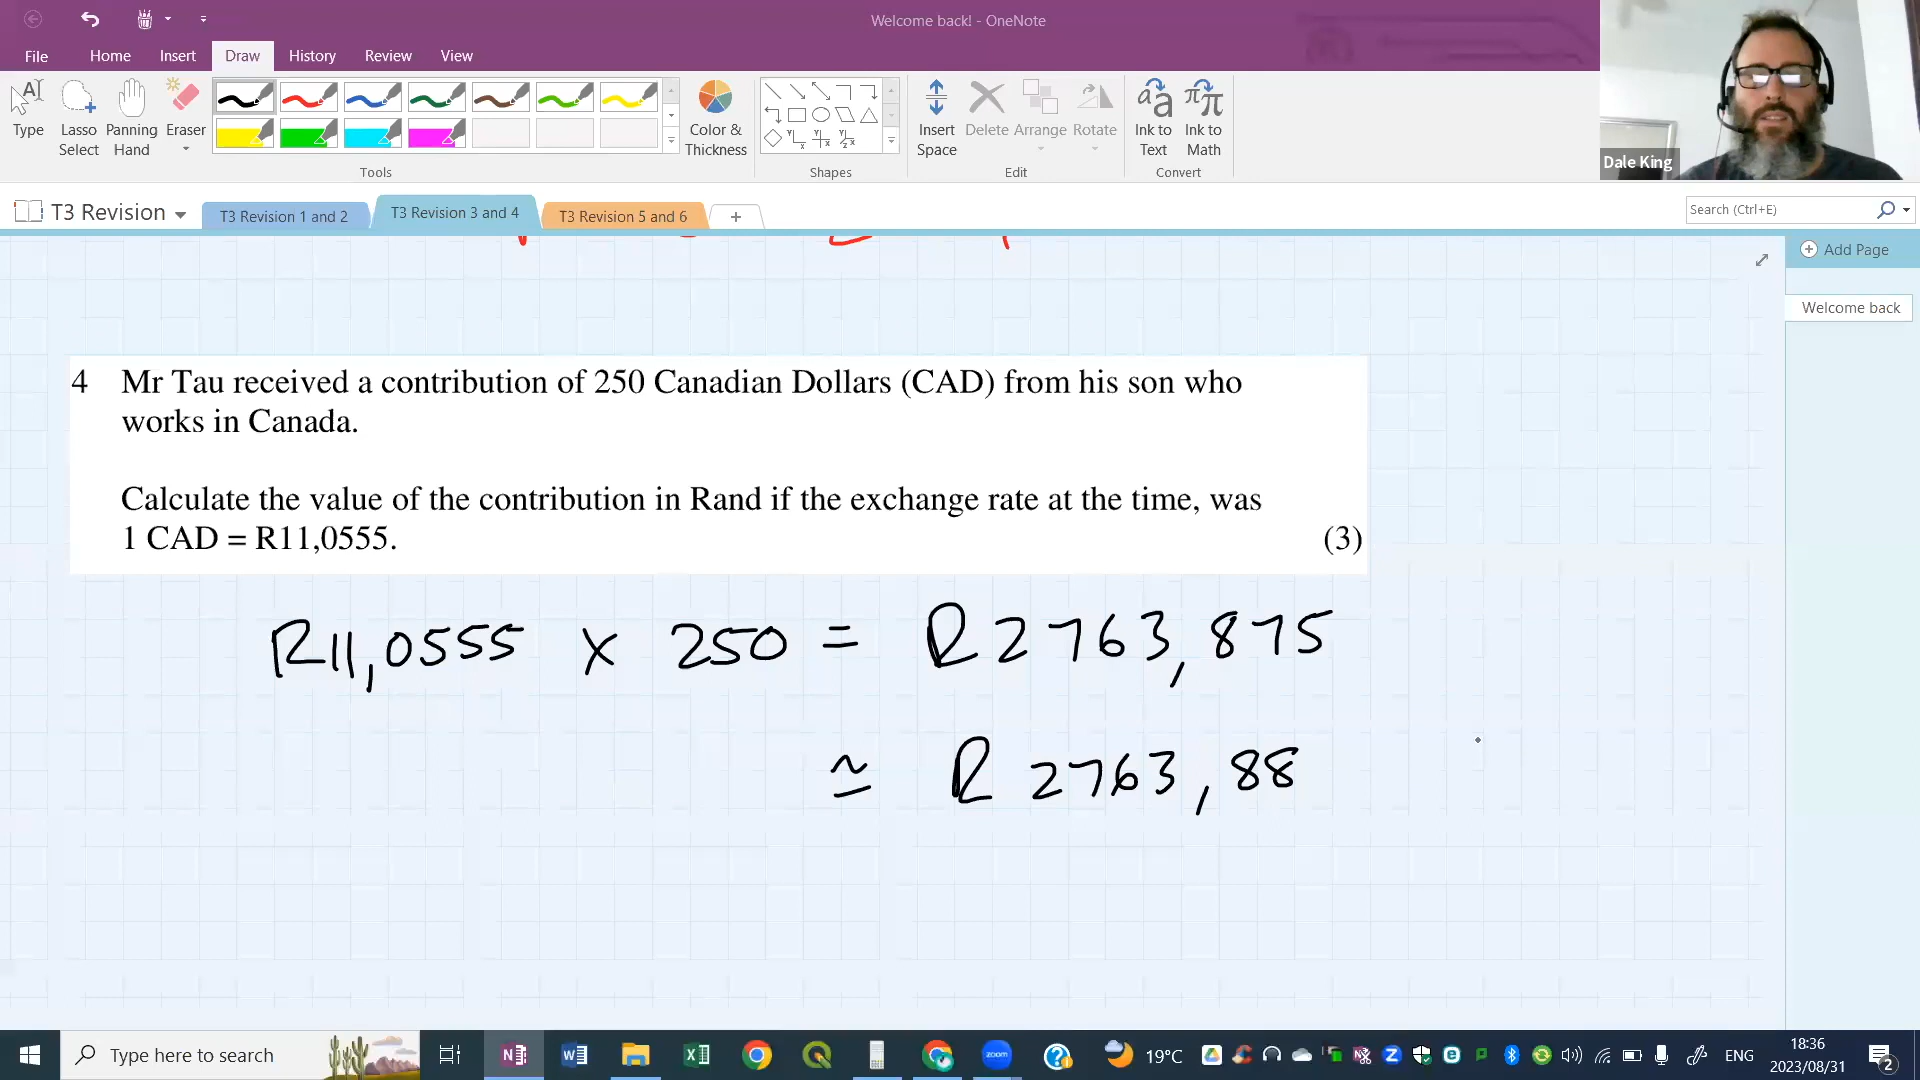 Welcome back! - OneNote
File Home Insert Draw History Review View
Type
Lasso Select
Panning Hand
Eraser
Color & Thickness
Insert Space
Delete
Arrange
Rotate
Ink to Text
Ink to Math
Tools
Shapes
Edit
Convert
Dale King
T3 Revision
T3 Revision 1 and 2
T3 Revision 3 and 4
T3 Revision 5 and 6
Search (Ctrl+E)
Add Page
Welcome back
4 Mr Tau received a contribution of 250 Canadian Dollars (CAD) from his son who
works in Canada.
Calculate the value of the contribution in Rand if the exchange rate at the time, was
1 CAD = R11,0555. (3)
R11,0555 x 250 = R2763,875
≃ R 2763,88
Type here to search
zoom
19°C
ENG
18:36
2023/08/31
2